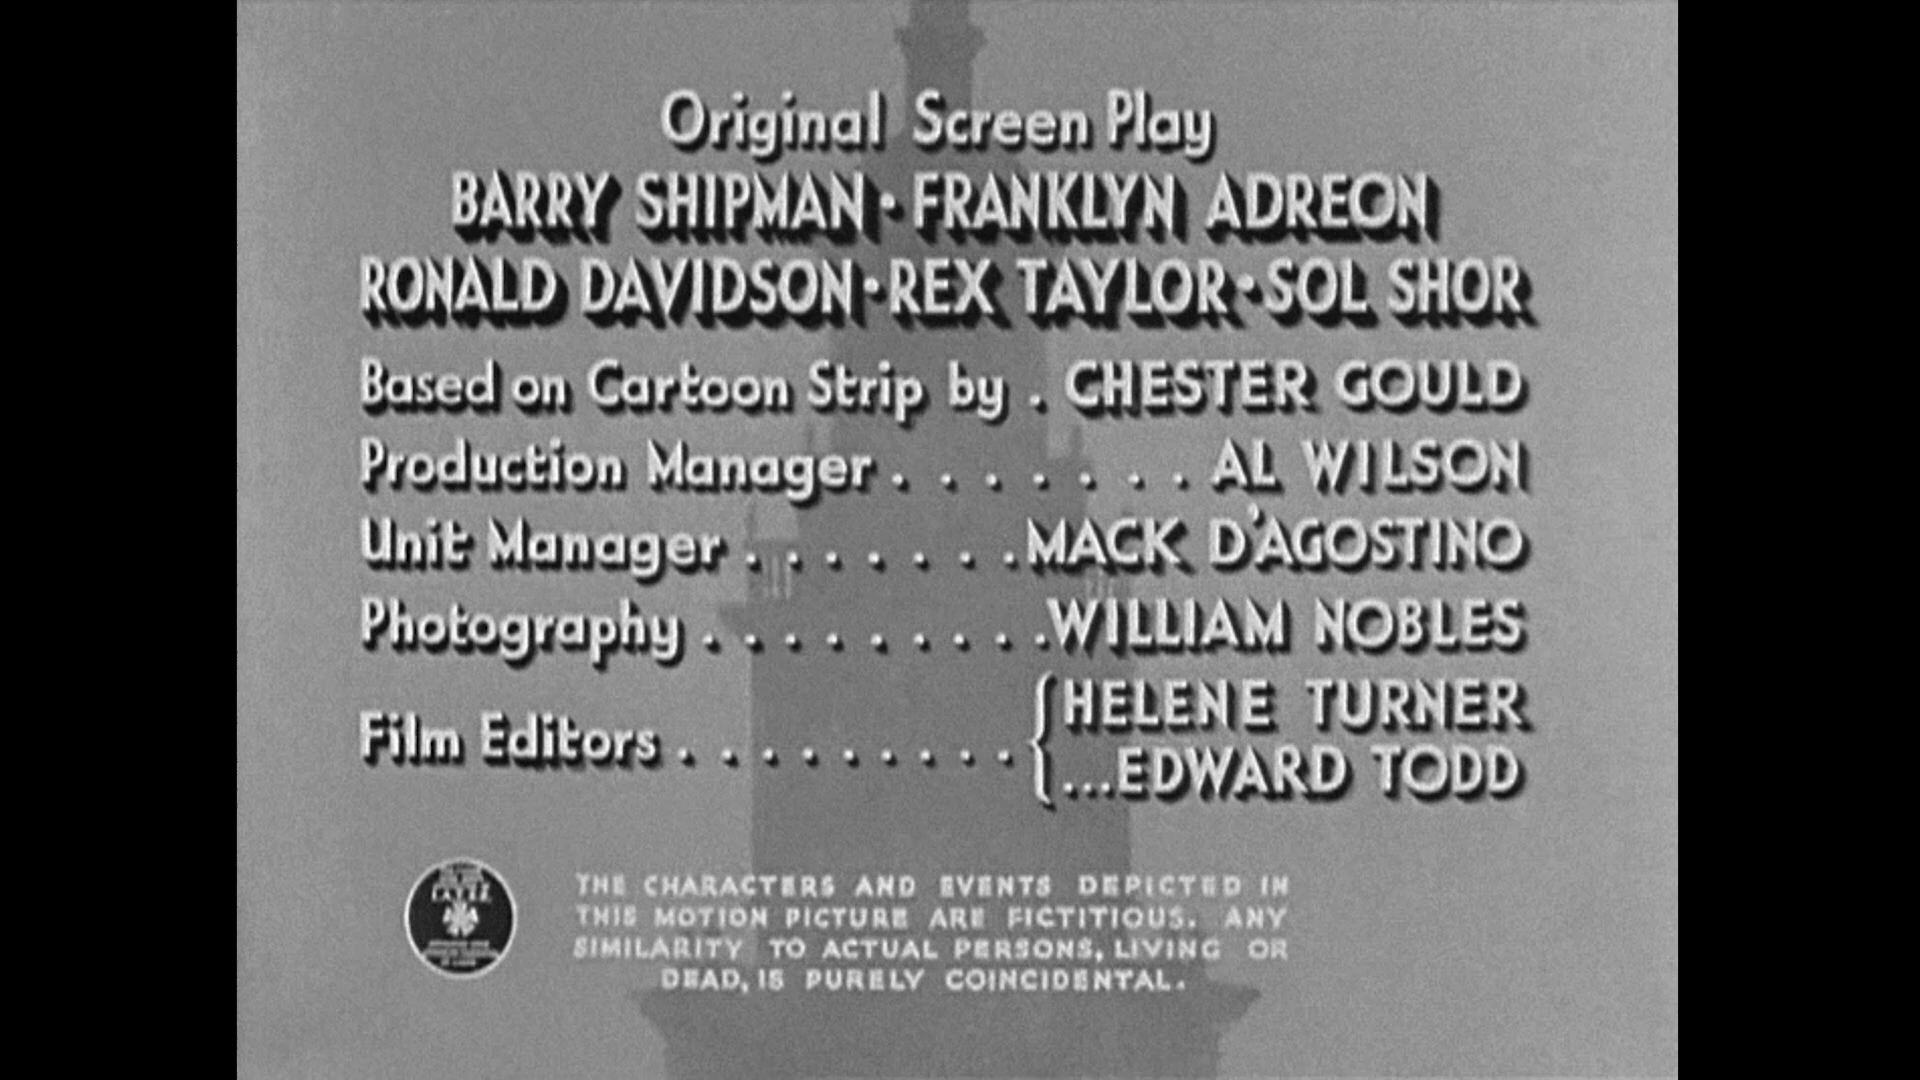 Original Screen Play
BARRY SHIPMAN • FRANKLYN ADREON
RONALD DAVIDSON • REX TAYLOR • SOL SHOR
Based on Cartoon Strip by . CHESTER GOULD
Production Manager . . . . . . . AL WILSON
Unit Manager . . . . . . . MACK D'AGOSTINO
Photography . . . . . . . . . WILLIAM NOBLES
Film Editors . . . . . . . . . { HELENE TURNER
...EDWARD TODD
THE CHARACTERS AND EVENTS DEPICTED IN
THIS MOTION PICTURE ARE FICTITIOUS. ANY
SIMILARITY TO ACTUAL PERSONS, LIVING OR
DEAD, IS PURELY COINCIDENTAL.